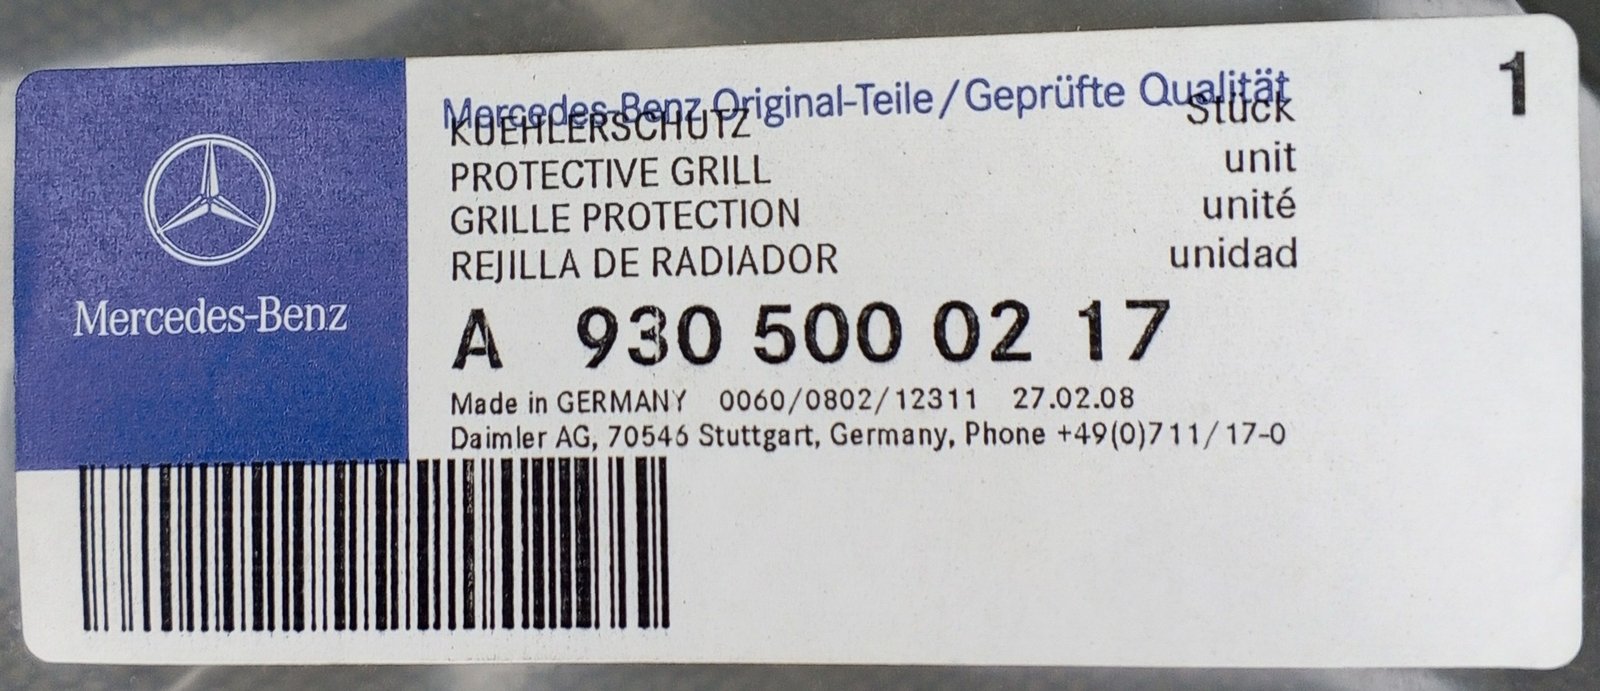 Mercedes-Benz
Mercedes-Benz Original-Teile/Geprüfte Qualität
KUEHLERSCHUTZ Stück 1
PROTECTIVE GRILL unit
GRILLE PROTECTION unité
REJILLA DE RADIADOR unidad
A 930 500 02 17
Made in GERMANY 0060/0802/12311 27.02.08
Daimler AG, 70546 Stuttgart, Germany, Phone +49(0)711/17-0